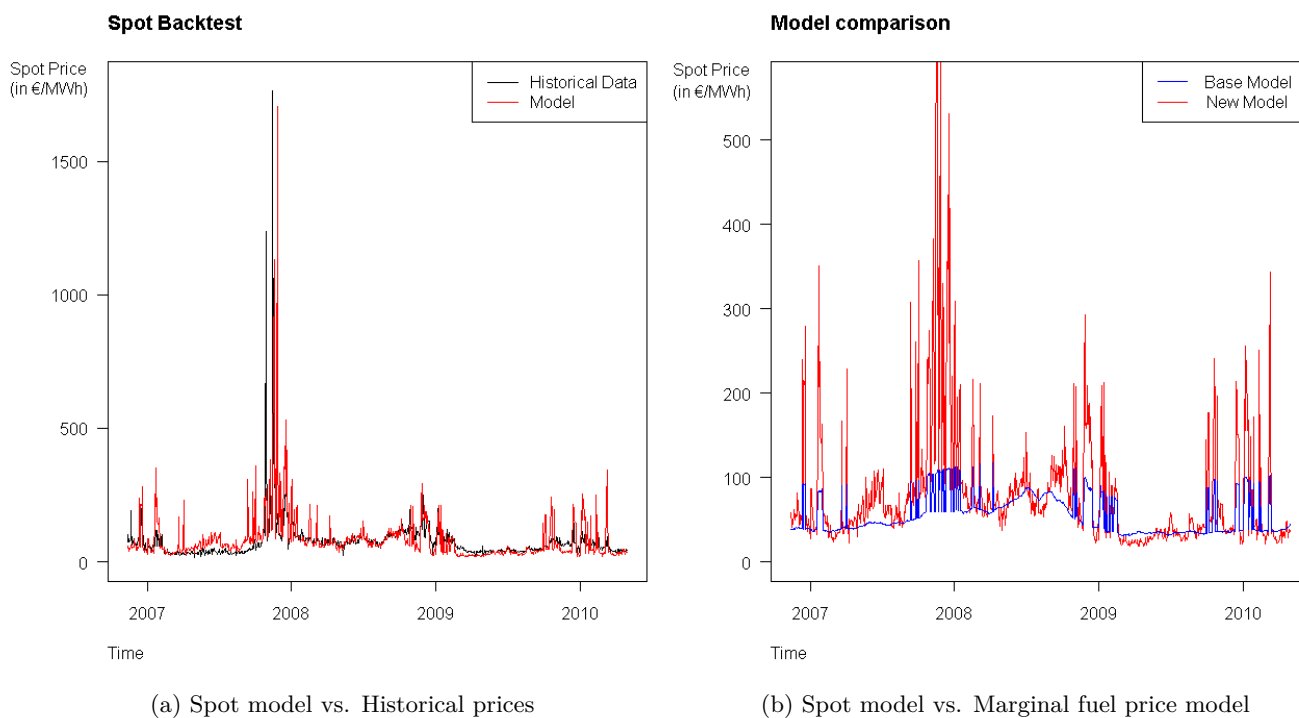 Spot Backtest
Spot Price
(in €/MWh)
Historical Data
Model
1500
1000
500
0
2007
2008
2009
2010
Time
(a) Spot model vs. Historical prices
Model comparison
Spot Price
(in €/MWh)
Base Model
New Model
500
400
300
200
100
0
2007
2008
2009
2010
Time
(b) Spot model vs. Marginal fuel price model